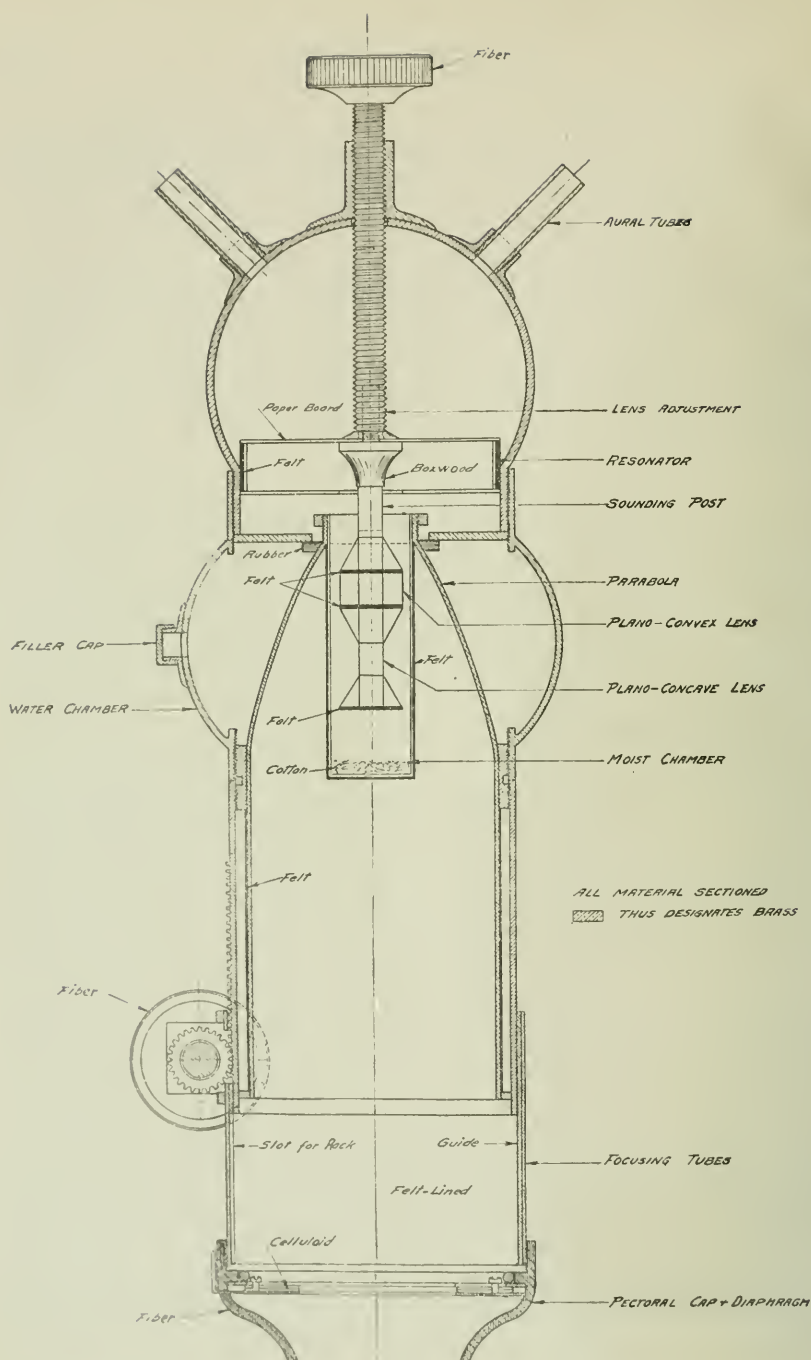 Fiber
AURAL TUBES
LENS ADJUSTMENT
Paper Board
Felt
Boxwood
RESONATOR
SOUNDING POST
Rubber
Felt
PARABOLA
PLANO-CONVEX LENS
FILLER CAP
Felt
PLANO-CONCAVE LENS
WATER CHAMBER
Felt
Cotton
MOIST CHAMBER
Felt
ALL MATERIAL SECTIONED
THUS DESIGNATES BRASS
Fiber
Slot for Rack
Guide
FOCUSING TUBES
Felt-Lined
Celluloid
Fiber
PECTORAL CAP & DIAPHRAGM